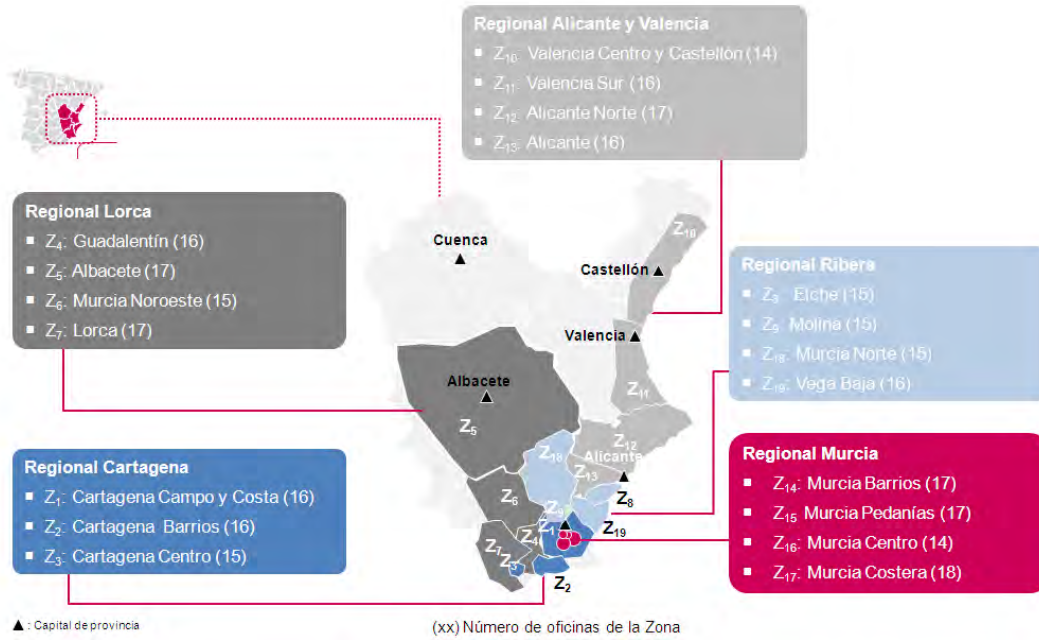 Regional Alicante y Valencia
▪ Z10: Valencia Centro y Castellón (14)
▪ Z11: Valencia Sur (16)
▪ Z12: Alicante Norte (17)
▪ Z13: Alicante (16)
Regional Lorca
▪ Z4: Guadalentín (16)
▪ Z5: Albacete (17)
▪ Z6: Murcia Noroeste (15)
▪ Z7: Lorca (17)
Regional Ribera
▪ Elche (15)
▪ Molina (15)
▪ Z18: Murcia Norte (15)
▪ Z19: Vega Baja (16)
Regional Cartagena
▪ Z1: Cartagena Campo y Costa (16)
▪ Z2: Cartagena Barrios (16)
▪ Z3: Cartagena Centro (15)
Regional Murcia
▪ Z14: Murcia Barrios (17)
▪ Z15 Murcia Pedanías (17)
▪ Z16: Murcia Centro (14)
▪ Z17: Murcia Costera (18)
Cuenca
Z10
Castellón
Valencia
Albacete
Z11
Z5
Z12
Alicante
Z18
Z13
Z6
Z8
Z9
Z1
Z19
Z4
Z7
Z3
Z2
▲ : Capital de provincia
(xx) Número de oficinas de la Zona